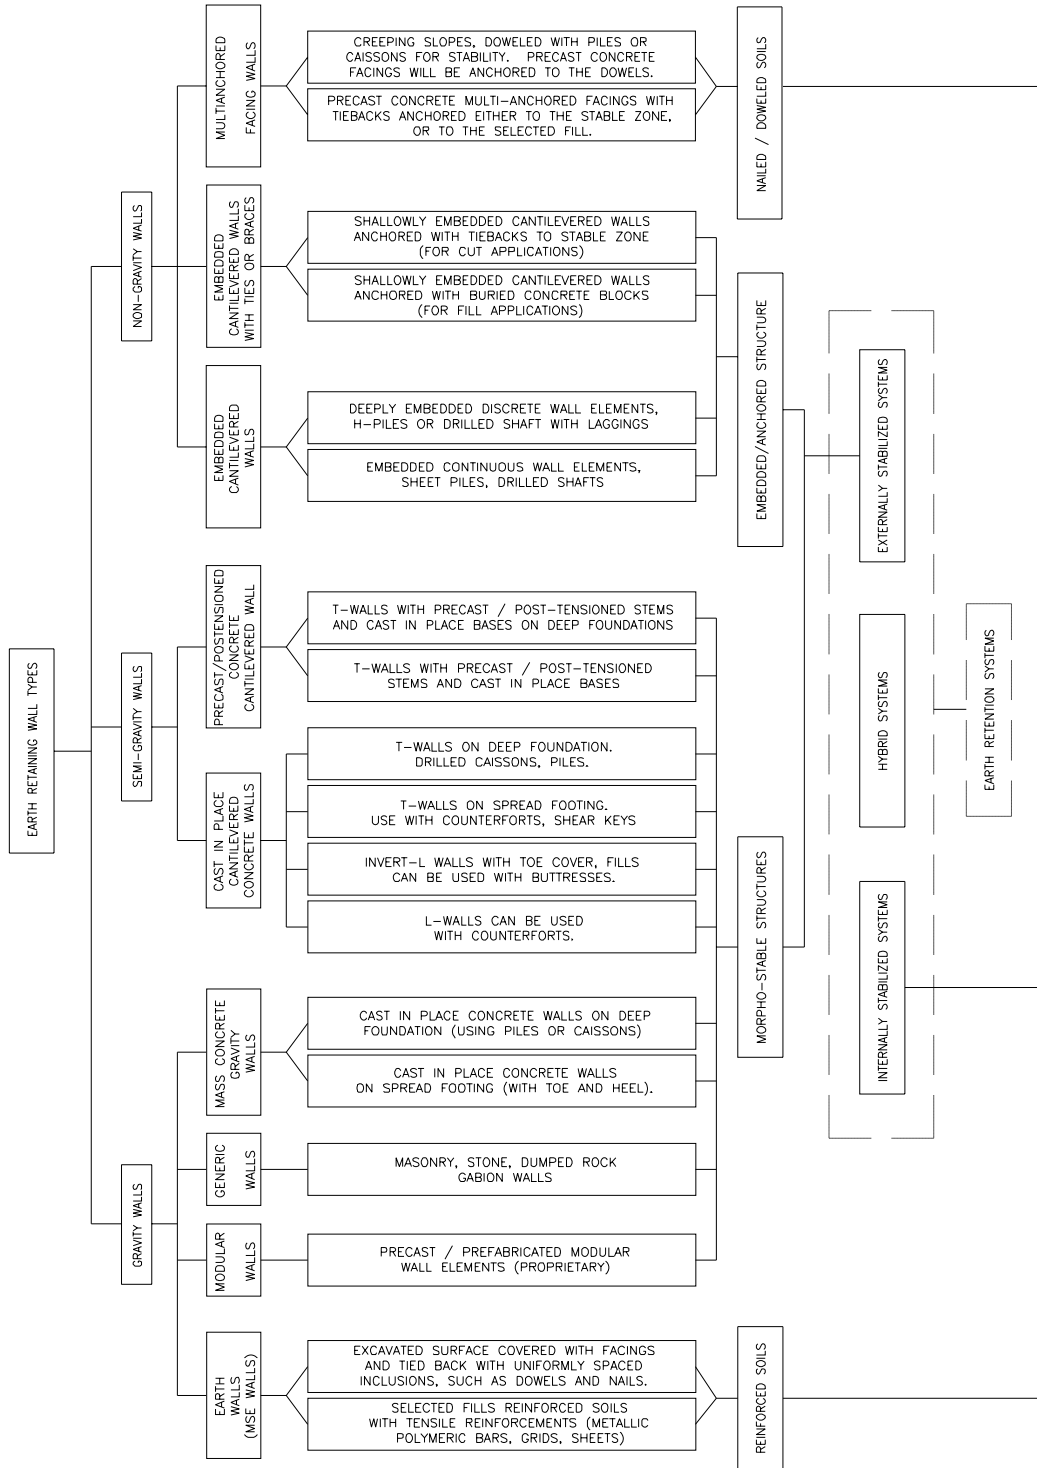 EARTH RETAINING WALL TYPES
NON-GRAVITY WALLS
SEMI-GRAVITY WALLS
GRAVITY WALLS
MULTIANCHORED
FACING WALLS
EMBEDDED
CANTILEVERED WALLS
WITH TIES OR BRACES
EMBEDDED
CANTILEVERED
WALLS
PRECAST/POSTENSIONED
CONCRETE
CANTILEVERED WALL
CAST IN PLACE
CANTILEVERED
CONCRETE WALLS
MASS CONCRETE
GRAVITY
WALLS
GENERIC
WALLS
MODULAR
WALLS
EARTH
WALLS
(MSE WALLS)
CREEPING SLOPES, DOWELED WITH PILES OR
CAISSONS FOR STABILITY. PRECAST CONCRETE
FACINGS WILL BE ANCHORED TO THE DOWELS.
PRECAST CONCRETE MULTI-ANCHORED FACINGS WITH
TIEBACKS ANCHORED EITHER TO THE STABLE ZONE,
OR TO THE SELECTED FILL.
SHALLOWLY EMBEDDED CANTILEVERED WALLS
ANCHORED WITH TIEBACKS TO STABLE ZONE
(FOR CUT APPLICATIONS)
SHALLOWLY EMBEDDED CANTILEVERED WALLS
ANCHORED WITH BURIED CONCRETE BLOCKS
(FOR FILL APPLICATIONS)
DEEPLY EMBEDDED DISCRETE WALL ELEMENTS,
H-PILES OR DRILLED SHAFT WITH LAGGINGS
EMBEDDED CONTINUOUS WALL ELEMENTS,
SHEET PILES, DRILLED SHAFTS
T-WALLS WITH PRECAST / POST-TENSIONED STEMS
AND CAST IN PLACE BASES ON DEEP FOUNDATIONS
T-WALLS WITH PRECAST / POST-TENSIONED
STEMS AND CAST IN PLACE BASES
T-WALLS ON DEEP FOUNDATION.
DRILLED CAISSONS, PILES.
T-WALLS ON SPREAD FOOTING.
USE WITH COUNTERFORTS, SHEAR KEYS
INVERT-L WALLS WITH TOE COVER, FILLS
CAN BE USED WITH BUTTRESSES.
L-WALLS CAN BE USED
WITH COUNTERFORTS.
CAST IN PLACE CONCRETE WALLS ON DEEP
FOUNDATION (USING PILES OR CAISSONS)
CAST IN PLACE CONCRETE WALLS
ON SPREAD FOOTING (WITH TOE AND HEEL).
MASONRY, STONE, DUMPED ROCK
GABION WALLS
PRECAST / PREFABRICATED MODULAR
WALL ELEMENTS (PROPRIETARY)
EXCAVATED SURFACE COVERED WITH FACINGS
AND TIED BACK WITH UNIFORMLY SPACED
INCLUSIONS, SUCH AS DOWELS AND NAILS.
SELECTED FILLS REINFORCED SOILS
WITH TENSILE REINFORCEMENTS (METALLIC
POLYMERIC BARS, GRIDS, SHEETS)
NAILED / DOWELED SOILS
EMBEDDED/ANCHORED STRUCTURE
MORPHO-STABLE STRUCTURES
REINFORCED SOILS
EXTERNALLY STABILIZED SYSTEMS
HYBRID SYSTEMS
INTERNALLY STABILIZED SYSTEMS
EARTH RETENTION SYSTEMS